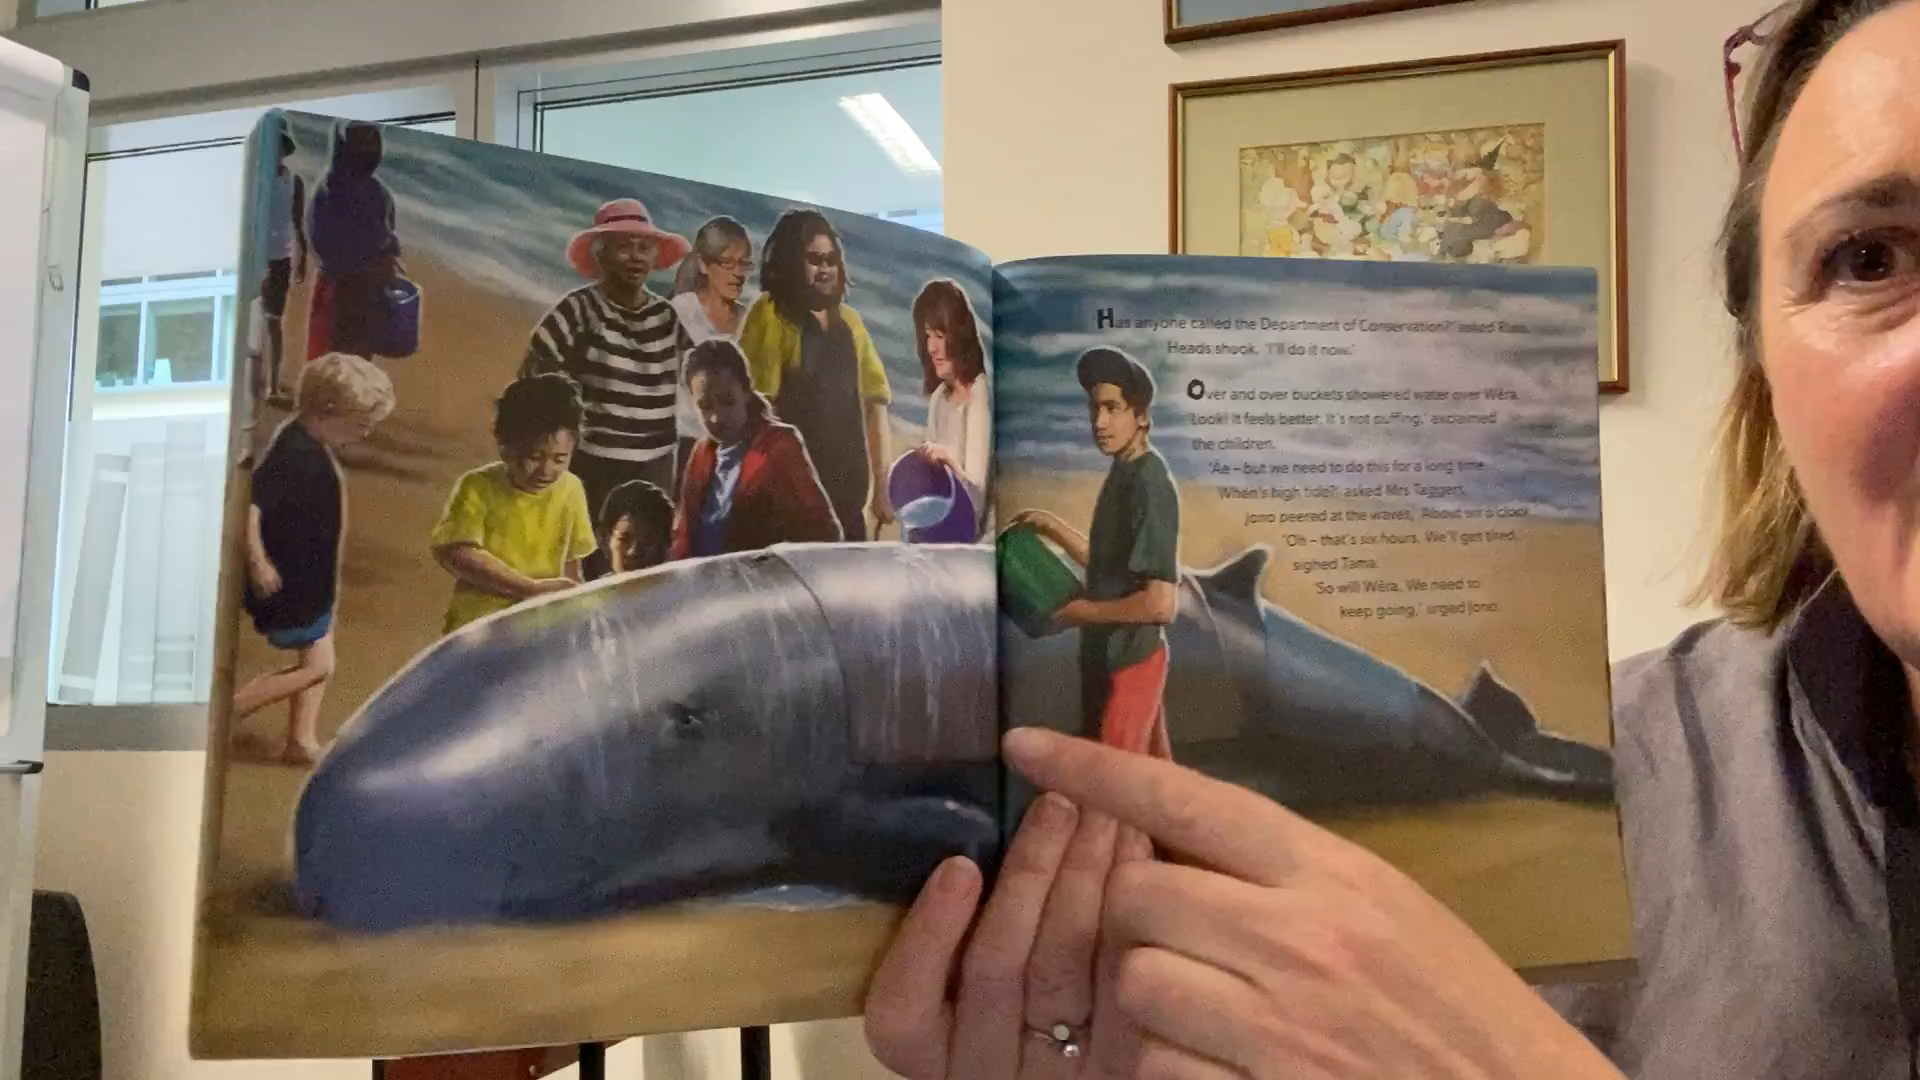 Has anyone called the Department of Conservation?' asked
Heads shook. 'I'll do it now.'
Over and over buckets showered water over Wēra.
'Look! It feels better. It's not puffing,' exclaimed
the children.
'Ae – but we need to do this for a long time.
When's high tide?' asked Mrs Taggert.
Jono peered at the waves, 'About six o'clock.'
'Oh – that's six hours. We'll get tired,'
sighed Tama.
'So will Wēra. We need to
keep going,' urged Jono.